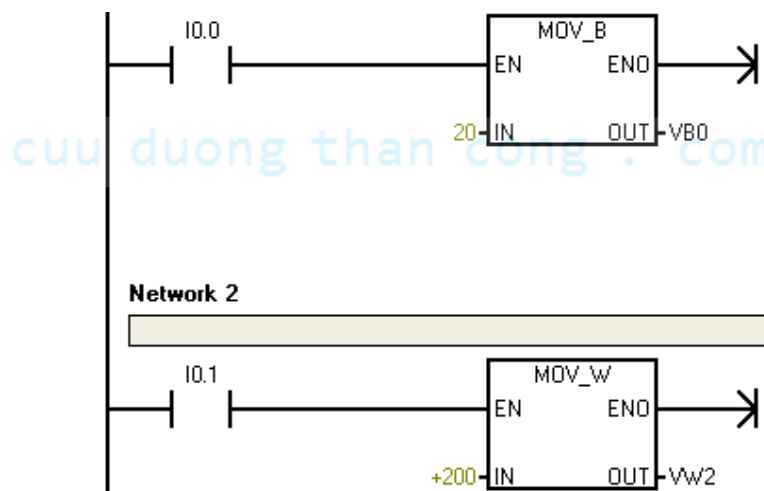 I0.0
MOV_B
EN ENO
20 IN OUT VB0
cuu duong than cong . com
Network 2
I0.1
MOV_W
EN ENO
+200 IN OUT VW2